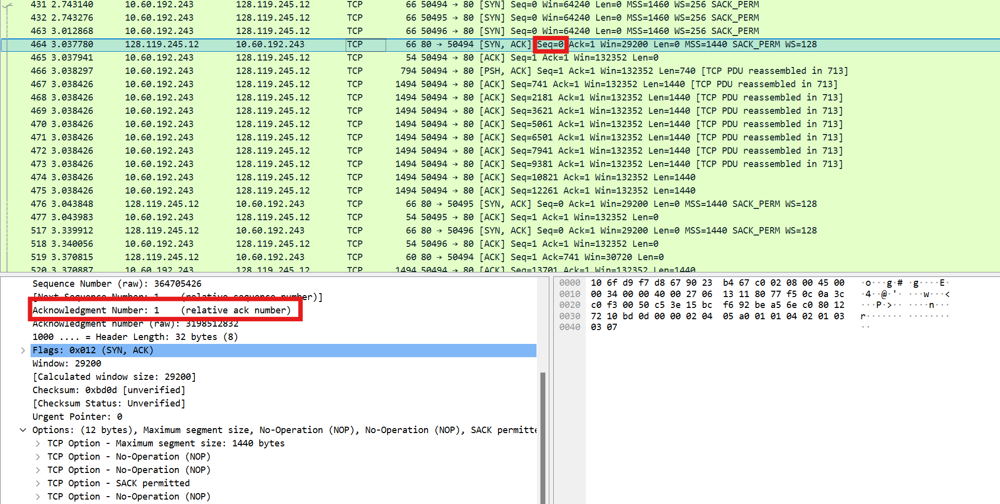 431 2.743140 10.60.192.243 128.119.245.12 TCP 66 50494 → 80 [SYN] Seq=0 Win=64240 Len=0 MSS=1460 WS=256 SACK_PERM
432 2.743276 10.60.192.243 128.119.245.12 TCP 66 50495 → 80 [SYN] Seq=0 Win=64240 Len=0 MSS=1460 WS=256 SACK_PERM
463 3.012868 10.60.192.243 128.119.245.12 TCP 66 50496 → 80 [SYN] Seq=0 Win=64240 Len=0 MSS=1460 WS=256 SACK_PERM
464 3.037780 128.119.245.12 10.60.192.243 TCP 66 80 → 50494 [SYN, ACK] Seq=0 Ack=1 Win=29200 Len=0 MSS=1440 SACK_PERM WS=128
465 3.037941 10.60.192.243 128.119.245.12 TCP 54 50494 → 80 [ACK] Seq=1 Ack=1 Win=132352 Len=0
466 3.038297 10.60.192.243 128.119.245.12 TCP 794 50494 → 80 [PSH, ACK] Seq=1 Ack=1 Win=132352 Len=740 [TCP PDU reassembled in 713]
467 3.038426 10.60.192.243 128.119.245.12 TCP 1494 50494 → 80 [ACK] Seq=741 Ack=1 Win=132352 Len=1440 [TCP PDU reassembled in 713]
468 3.038426 10.60.192.243 128.119.245.12 TCP 1494 50494 → 80 [ACK] Seq=2181 Ack=1 Win=132352 Len=1440 [TCP PDU reassembled in 713]
469 3.038426 10.60.192.243 128.119.245.12 TCP 1494 50494 → 80 [ACK] Seq=3621 Ack=1 Win=132352 Len=1440 [TCP PDU reassembled in 713]
470 3.038426 10.60.192.243 128.119.245.12 TCP 1494 50494 → 80 [ACK] Seq=5061 Ack=1 Win=132352 Len=1440 [TCP PDU reassembled in 713]
471 3.038426 10.60.192.243 128.119.245.12 TCP 1494 50494 → 80 [ACK] Seq=6501 Ack=1 Win=132352 Len=1440 [TCP PDU reassembled in 713]
472 3.038426 10.60.192.243 128.119.245.12 TCP 1494 50494 → 80 [ACK] Seq=7941 Ack=1 Win=132352 Len=1440 [TCP PDU reassembled in 713]
473 3.038426 10.60.192.243 128.119.245.12 TCP 1494 50494 → 80 [ACK] Seq=9381 Ack=1 Win=132352 Len=1440 [TCP PDU reassembled in 713]
474 3.038426 10.60.192.243 128.119.245.12 TCP 1494 50494 → 80 [ACK] Seq=10821 Ack=1 Win=132352 Len=1440
475 3.038426 10.60.192.243 128.119.245.12 TCP 1494 50494 → 80 [ACK] Seq=12261 Ack=1 Win=132352 Len=1440
476 3.043848 128.119.245.12 10.60.192.243 TCP 66 80 → 50495 [SYN, ACK] Seq=0 Ack=1 Win=29200 Len=0 MSS=1440 SACK_PERM WS=128
477 3.043983 10.60.192.243 128.119.245.12 TCP 54 50495 → 80 [ACK] Seq=1 Ack=1 Win=132352 Len=0
517 3.339912 128.119.245.12 10.60.192.243 TCP 66 80 → 50496 [SYN, ACK] Seq=0 Ack=1 Win=29200 Len=0 MSS=1440 SACK_PERM WS=128
518 3.340056 10.60.192.243 128.119.245.12 TCP 54 50496 → 80 [ACK] Seq=1 Ack=1 Win=132352 Len=0
519 3.370815 128.119.245.12 10.60.192.243 TCP 60 80 → 50494 [ACK] Seq=1 Ack=741 Win=30720 Len=0
520 3.370887 10.60.192.243 128.119.245.12 TCP 1494 50494 → 80 [ACK] Seq=13701 Ack=1 Win=132352 Len=1440
Sequence Number (raw): 364705426
[Next Sequence Number: 1 (relative sequence number)]
Acknowledgment Number: 1 (relative ack number)
Acknowledgment number (raw): 3198512832
1000 .... = Header Length: 32 bytes (8)
Flags: 0x012 (SYN, ACK)
Window: 29200
[Calculated window size: 29200]
Checksum: 0xbd0d [unverified]
[Checksum Status: Unverified]
Urgent Pointer: 0
Options: (12 bytes), Maximum segment size, No-Operation (NOP), No-Operation (NOP), SACK permitte
TCP Option - Maximum segment size: 1440 bytes
TCP Option - No-Operation (NOP)
TCP Option - No-Operation (NOP)
TCP Option - SACK permitted
TCP Option - No-Operation (NOP)
0000 10 6f d9 f7 d8 67 90 23 b4 67 c0 02 08 00 45 00 ·o···g·# ·g····E·
0010 00 34 00 00 40 00 27 06 13 11 80 77 f5 0c 0a 3c ·4··@·'· ···w···<
0020 c0 f3 00 50 c5 3e 15 bc f6 92 be a5 6e c0 80 12 ···P·>·· ····n···
0030 72 10 bd 0d 00 00 02 04 05 a0 01 01 04 02 01 03 r······· ········
0040 03 07 ··